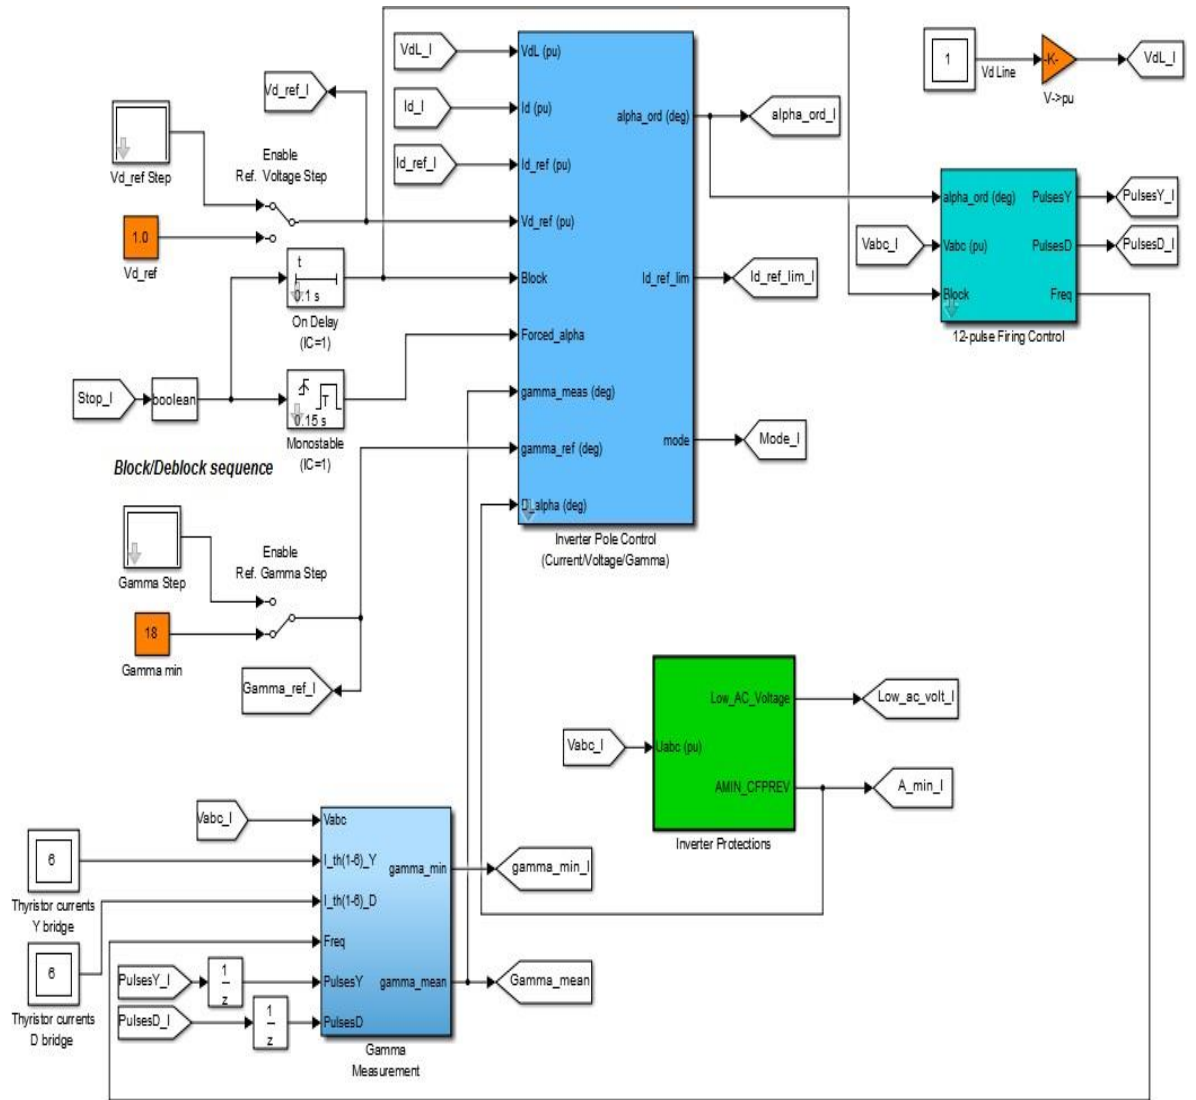 VdL_I
VdL (pu)
1
Vd Line
-K-
V->pu
VdL_I
Vd_ref_I
Id_I
Id (pu)
alpha_ord (deg)
alpha_ord_I
Vd_ref Step
Enable
Ref. Voltage Step
Id_ref_I
Id_ref (pu)
alpha_ord (deg)
PulsesY
PulsesY_I
1.0
Vd_ref
Vd_ref (pu)
Vabc_I
Vabc (pu)
PulsesD
PulsesD_I
t
0.1 s
On Delay
(IC=1)
Block
Id_ref_lim
Id_ref_lim_I
Block
Freq
12-pulse Firing Control
Forced_alpha
Stop_I
boolean
T
0.15 s
Monostable
(IC=1)
gamma_meas (deg)
gamma_ref (deg)
mode
Mode_I
Block/Deblock sequence
D_alpha (deg)
Inverter Pole Control
(Current/Voltage/Gamma)
Gamma Step
Enable
Ref. Gamma Step
18
Gamma min
Gamma_ref_I
Vabc_I
Uabc (pu)
Low_AC_Voltage
Low_ac_volt_I
AMIN_CFPREV
A_min_I
Inverter Protections
Vabc_I
Vabc
6
Thyristor currents
Y bridge
I_th(1-6)_Y
gamma_min
gamma_min_I
I_th(1-6)_D
6
Thyristor currents
D bridge
Freq
PulsesY_I
1
z
PulsesY
gamma_mean
Gamma_mean
PulsesD_I
1
z
PulsesD
Gamma
Measurement